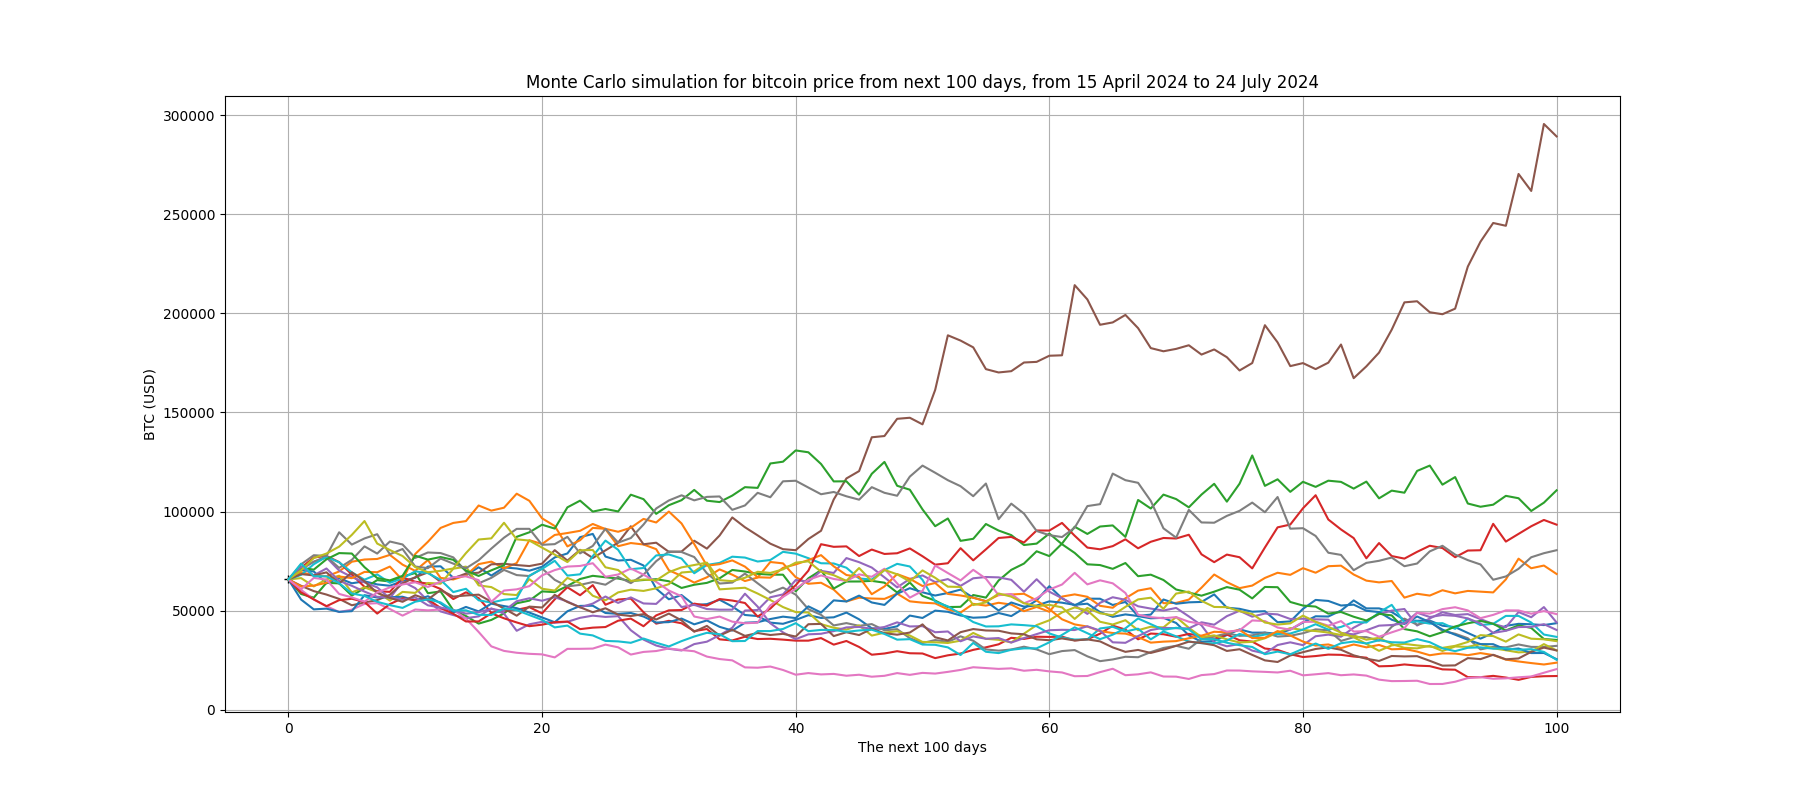 Monte Carlo simulation for bitcoin price from next 100 days, from 15 April 2024 to 24 July 2024
300000
250000
200000
150000
100000
50000
0
BTC (USD)
0 20 40 60 80 100
The next 100 days